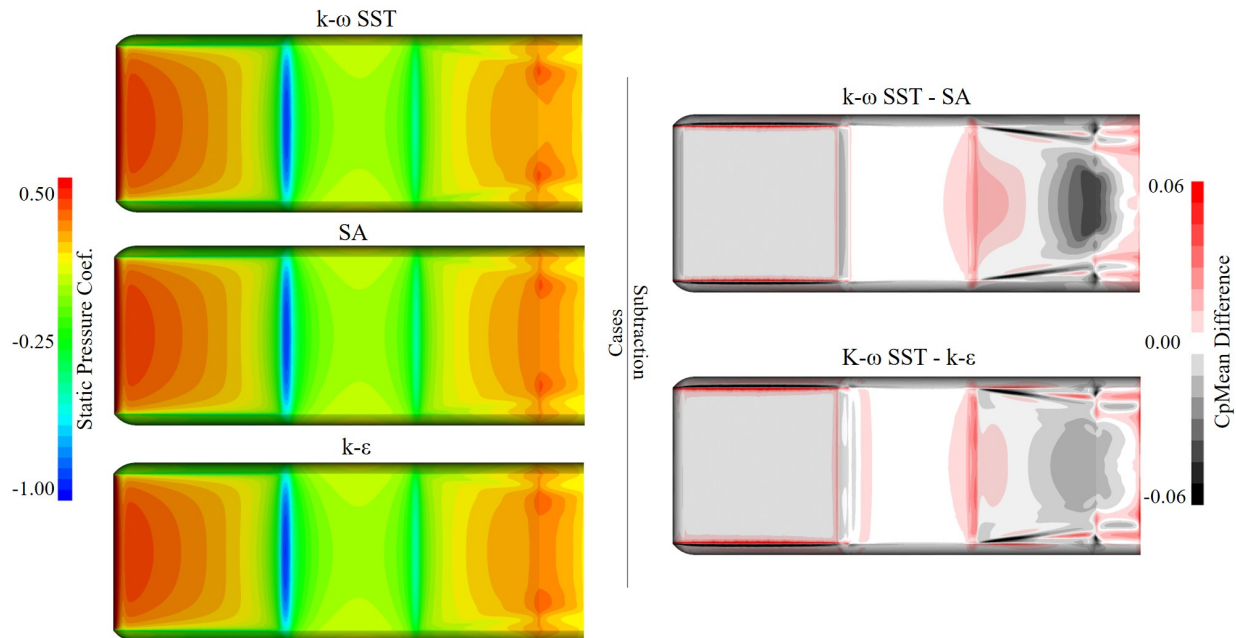 k-ω SST
SA
k-ε
0.50
-0.25
-1.00
Static Pressure Coef.
Cases
Subtraction
k-ω SST - SA
K-ω SST - k-ε
0.06
0.00
-0.06
CpMean Difference